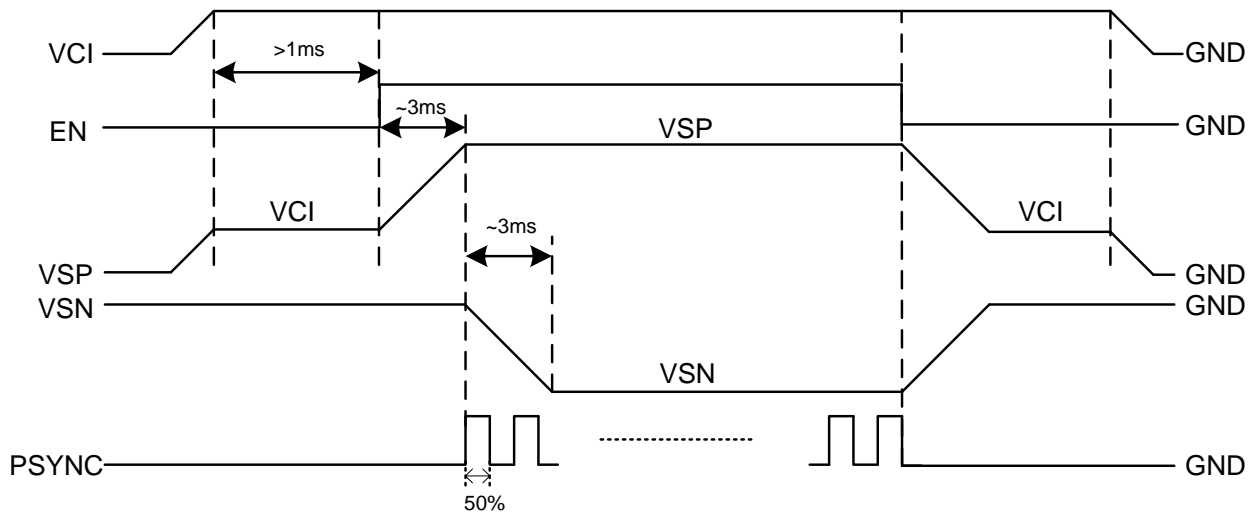 VCI
>1ms
GND
EN
~3ms
VSP
GND
VCI
~3ms
VCI
VSP
GND
VSN
GND
VSN
PSYNC
GND
50%